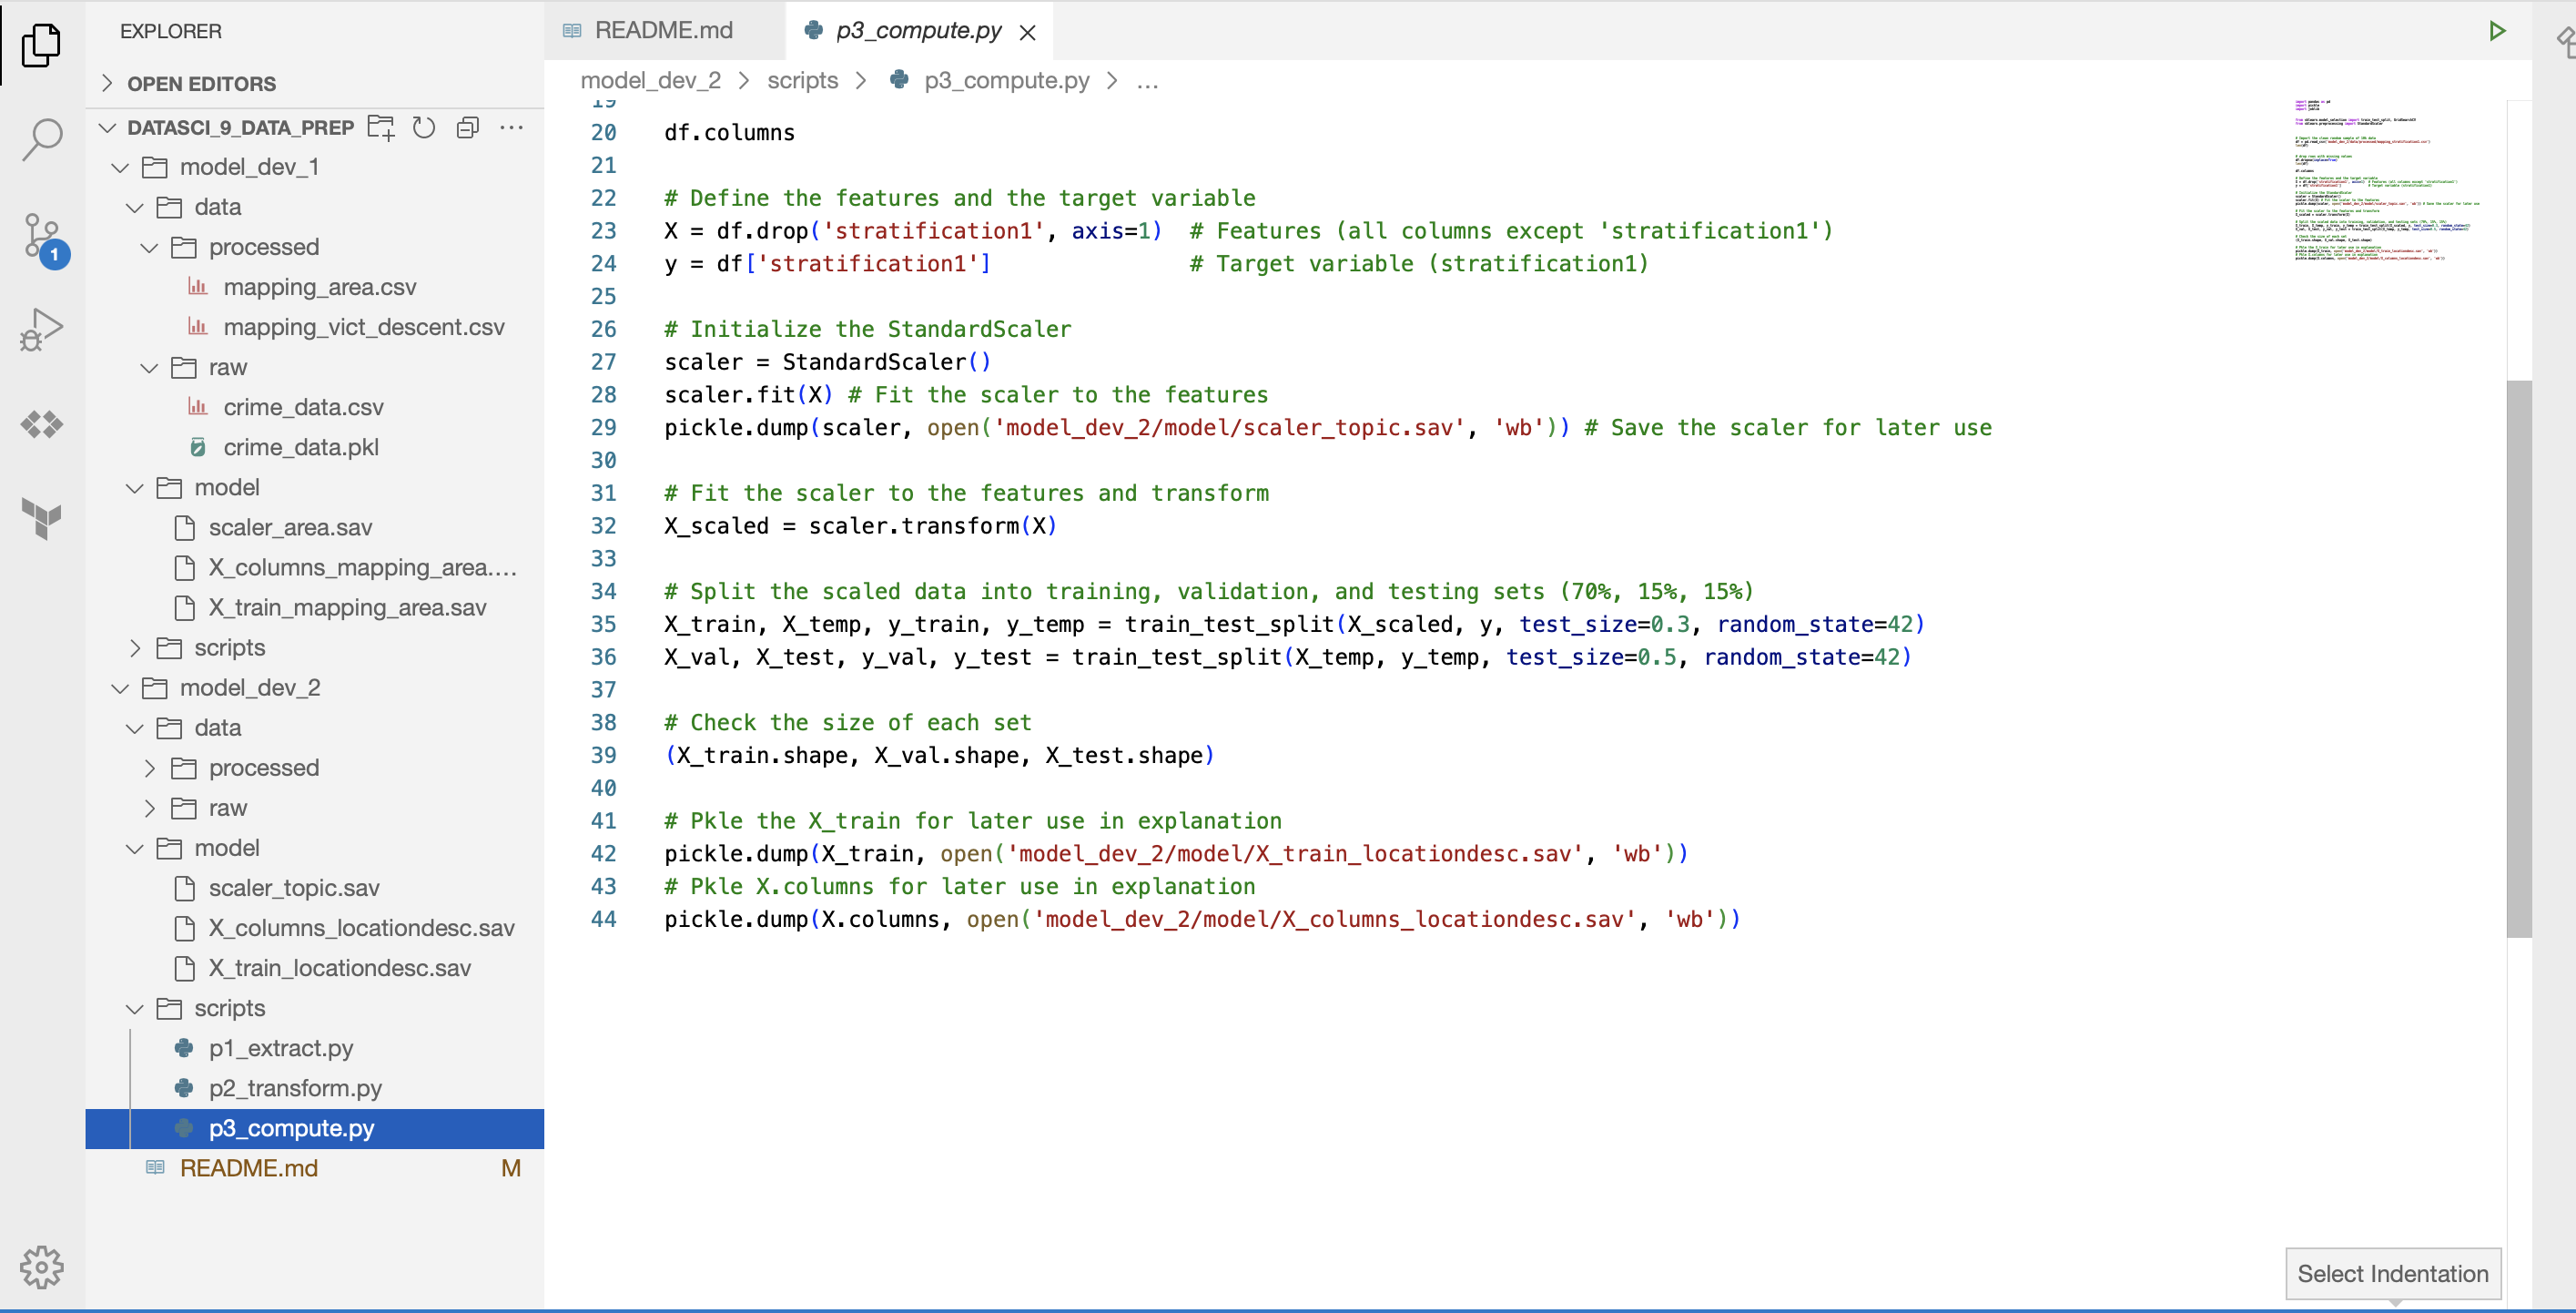 EXPLORER
OPEN EDITORS
DATASCI_9_DATA_PREP
model_dev_1
data
processed
mapping_area.csv
mapping_vict_descent.csv
raw
crime_data.csv
crime_data.pkl
model
scaler_area.sav
X_columns_mapping_area....
X_train_mapping_area.sav
scripts
model_dev_2
data
processed
raw
model
scaler_topic.sav
X_columns_locationdesc.sav
X_train_locationdesc.sav
scripts
p1_extract.py
p2_transform.py
p3_compute.py
README.md M
1
README.md p3_compute.py
model_dev_2 > scripts > p3_compute.py > ...
19
20 df.columns
21
22 # Define the features and the target variable
23 X = df.drop('stratification1', axis=1)  # Features (all columns except 'stratification1')
24 y = df['stratification1']               # Target variable (stratification1)
25
26 # Initialize the StandardScaler
27 scaler = StandardScaler()
28 scaler.fit(X) # Fit the scaler to the features
29 pickle.dump(scaler, open('model_dev_2/model/scaler_topic.sav', 'wb')) # Save the scaler for later use
30
31 # Fit the scaler to the features and transform
32 X_scaled = scaler.transform(X)
33
34 # Split the scaled data into training, validation, and testing sets (70%, 15%, 15%)
35 X_train, X_temp, y_train, y_temp = train_test_split(X_scaled, y, test_size=0.3, random_state=42)
36 X_val, X_test, y_val, y_test = train_test_split(X_temp, y_temp, test_size=0.5, random_state=42)
37
38 # Check the size of each set
39 (X_train.shape, X_val.shape, X_test.shape)
40
41 # Pkle the X_train for later use in explanation
42 pickle.dump(X_train, open('model_dev_2/model/X_train_locationdesc.sav', 'wb'))
43 # Pkle X.columns for later use in explanation
44 pickle.dump(X.columns, open('model_dev_2/model/X_columns_locationdesc.sav', 'wb'))
Select Indentation